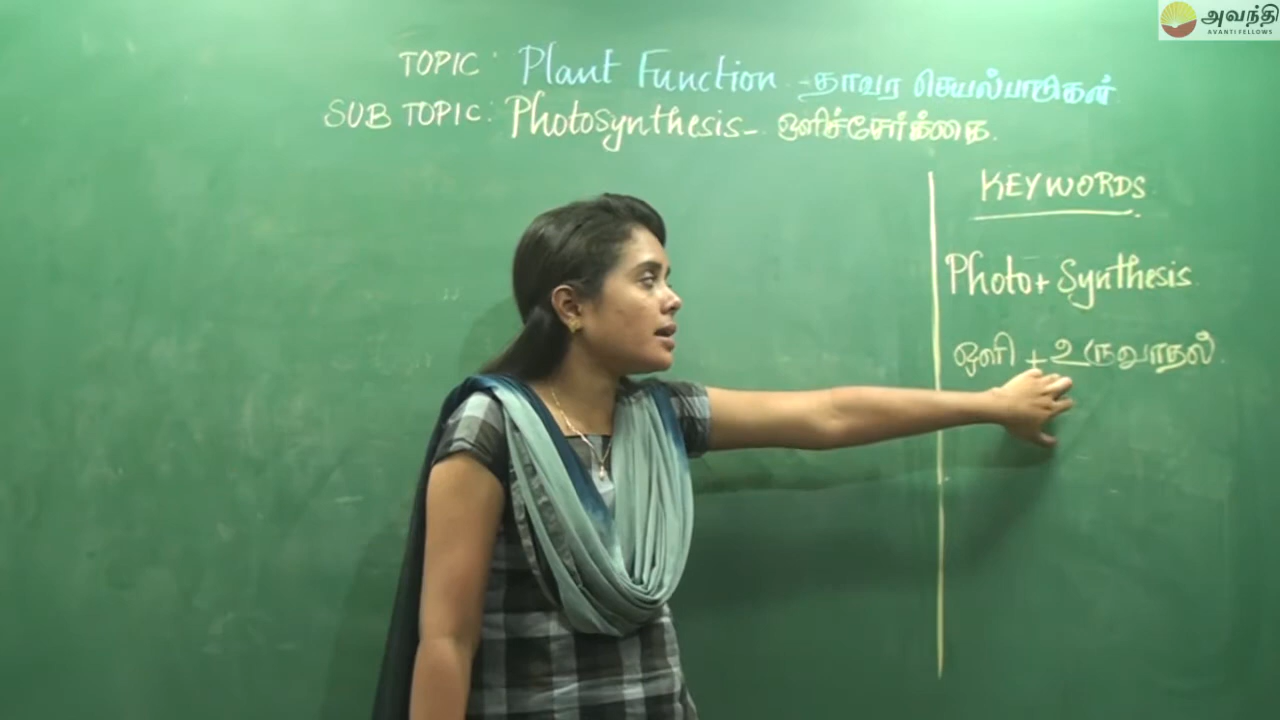 அவந்தி
AVANTI FELLOWS
TOPIC : Plant Function - தாவர செயல்பாடுகள்
SUB TOPIC : Photosynthesis - ஒளிச்சேர்க்கை.
KEYWORDS
Photo + Synthesis
ஒளி + உருவாதல்